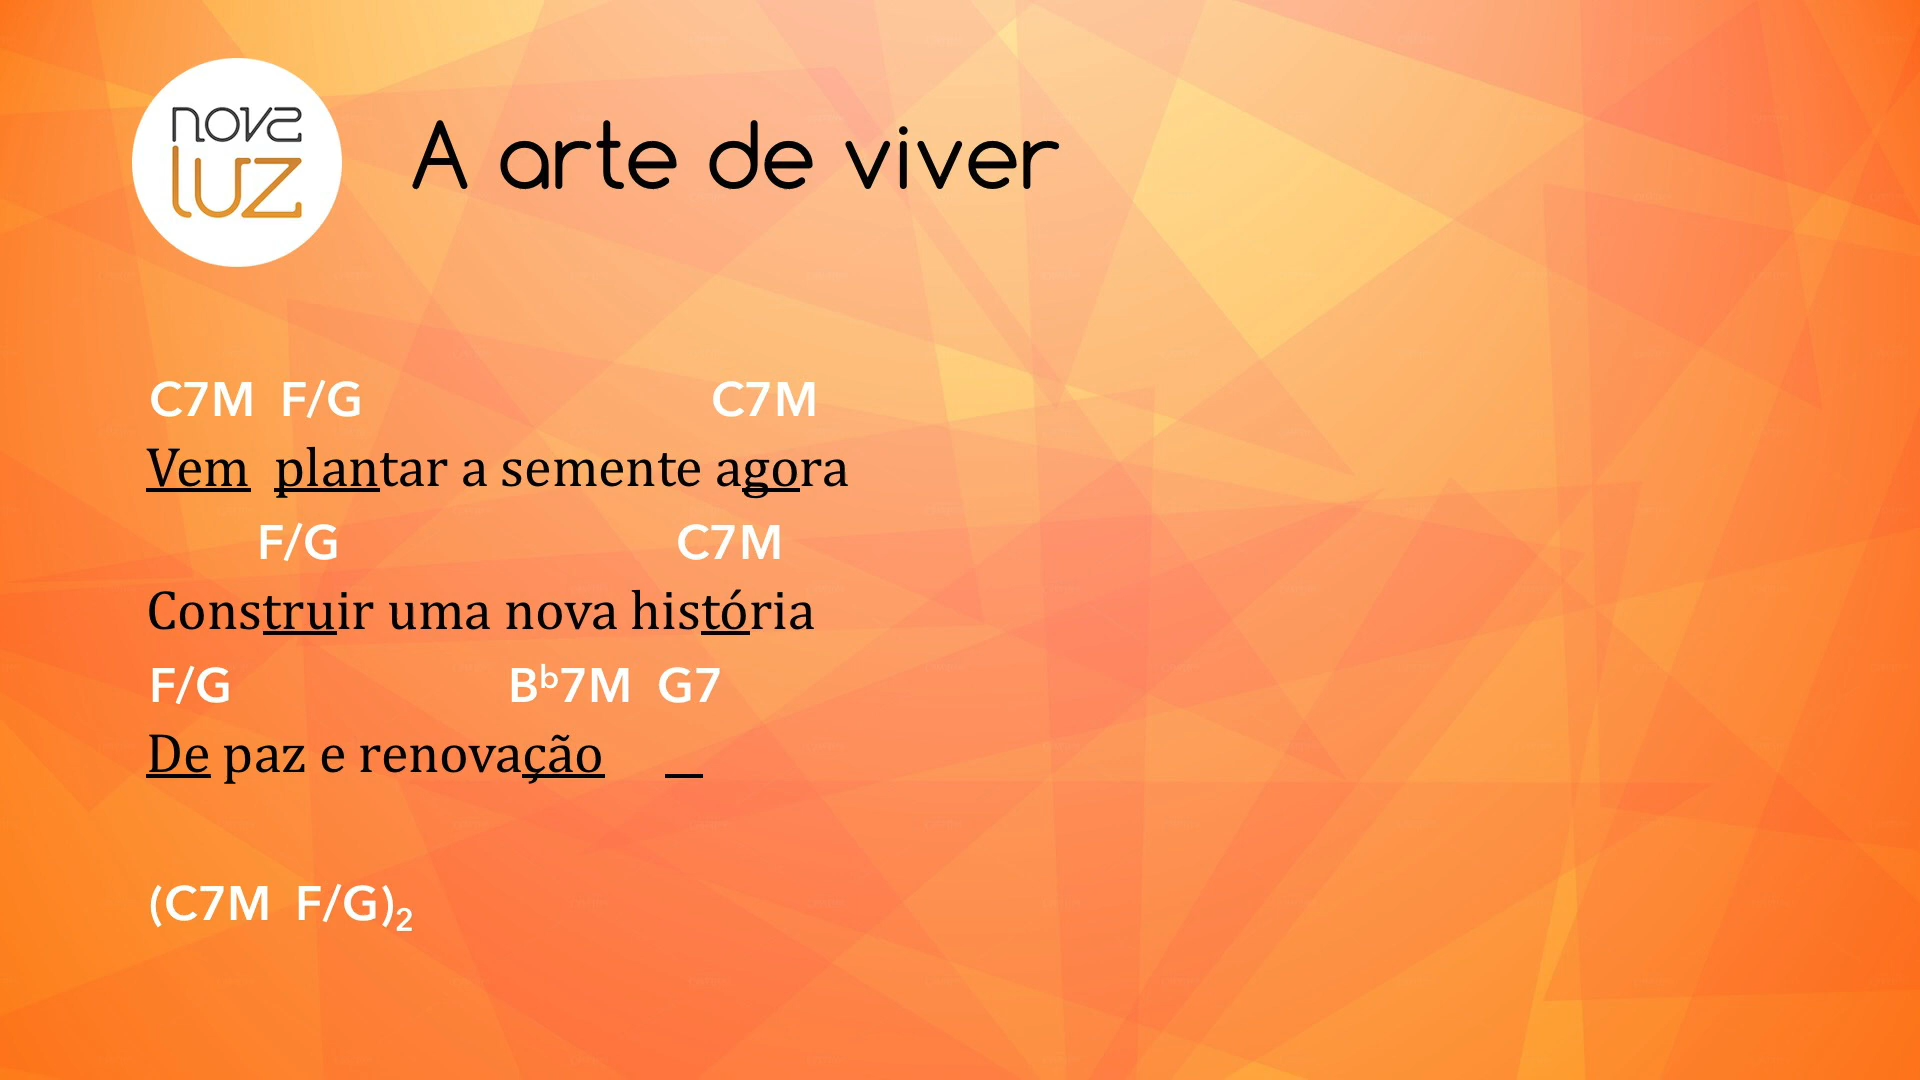 nova
luz
A arte de viver
C7M F/G C7M
Vem plantar a semente agora
F/G C7M
Construir uma nova história
F/G Bb7M G7
De paz e renovação _
(C7M F/G)2